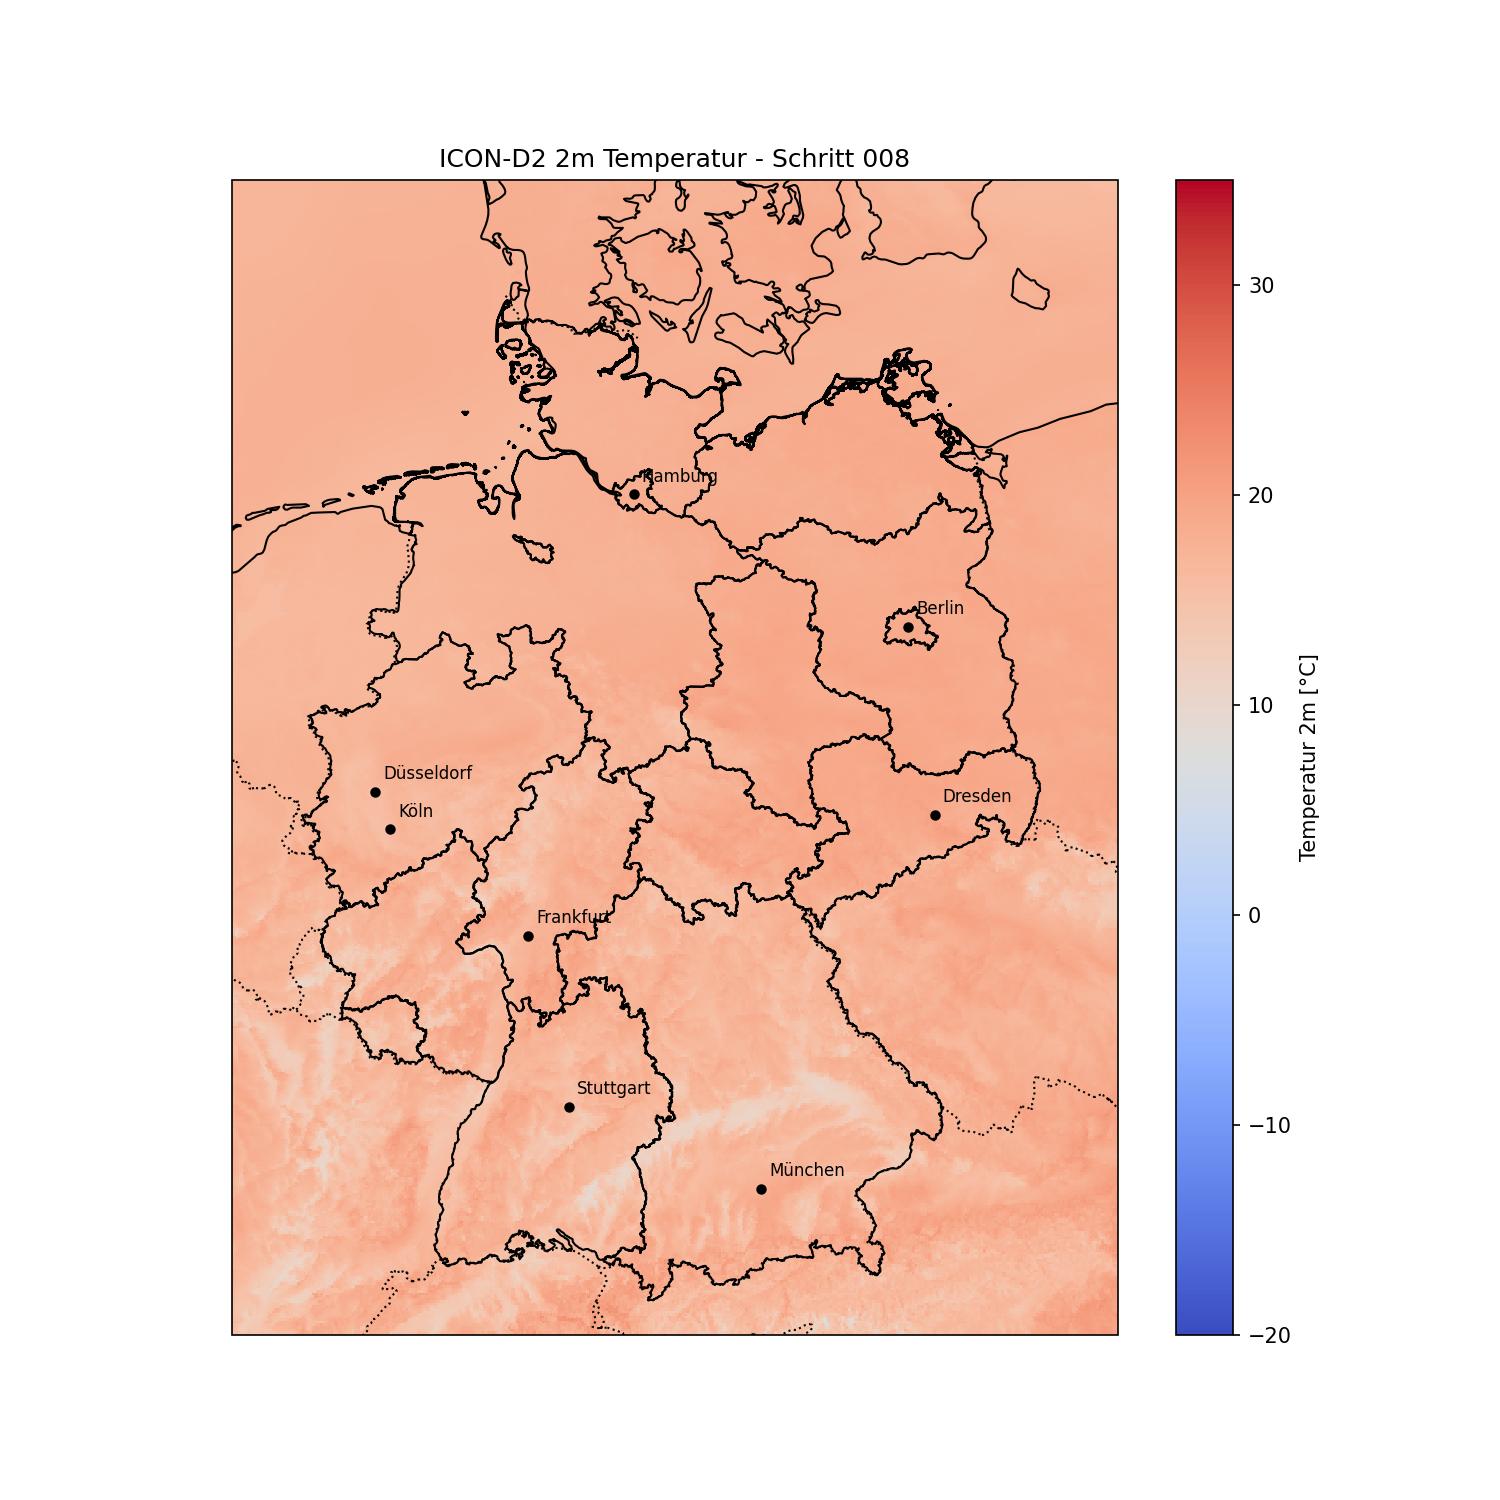 ICON-D2 2m Temperatur - Schritt 008
Hamburg
Berlin
Düsseldorf
Köln
Dresden
Frankfurt
Stuttgart
München
30
20
10
0
−10
−20
Temperatur 2m [°C]